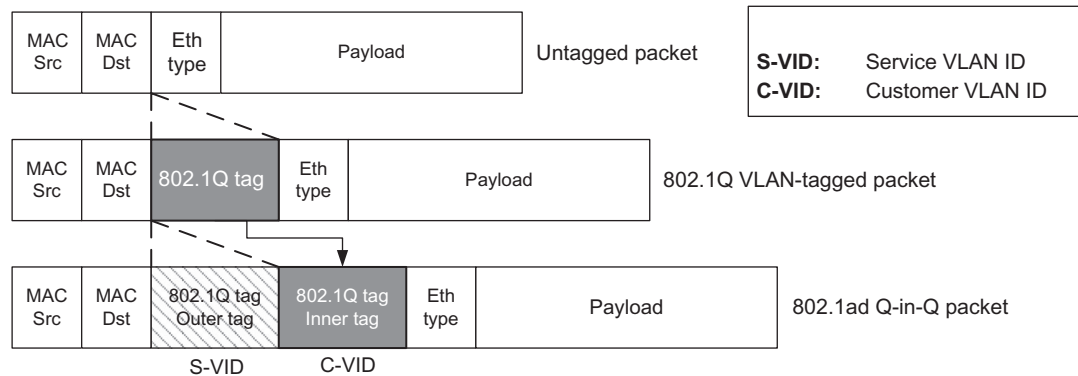 MAC Src
MAC Dst
Eth type
Payload
Untagged packet
S-VID: Service VLAN ID
C-VID: Customer VLAN ID
MAC Src
MAC Dst
802.1Q tag
Eth type
Payload
802.1Q VLAN-tagged packet
MAC Src
MAC Dst
802.1Q tag
Outer tag
802.1Q tag
Inner tag
Eth type
Payload
802.1ad Q-in-Q packet
S-VID
C-VID